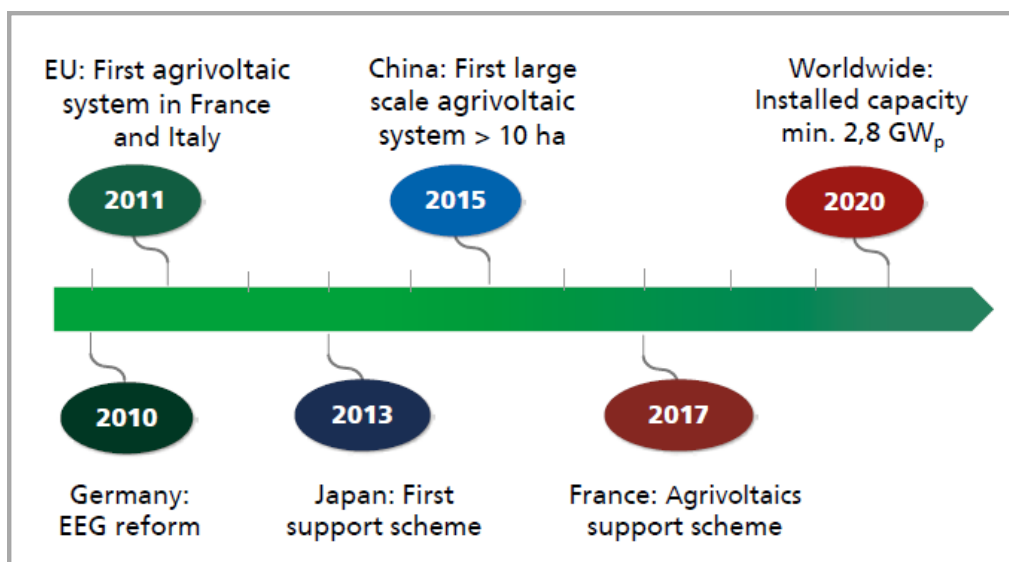 EU: First agrivoltaic
system in France
and Italy
China: First large
scale agrivoltaic
system > 10 ha
Worldwide:
Installed capacity
min. 2,8 GWp
2011
2015
2020
2010
2013
2017
Germany:
EEG reform
Japan: First
support scheme
France: Agrivoltaics
support scheme